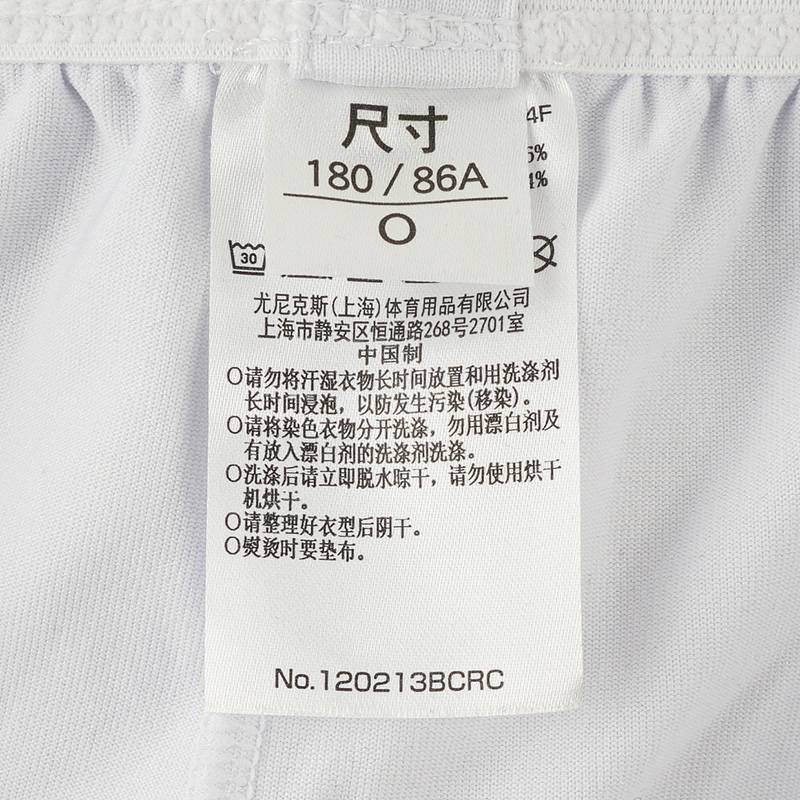 尺寸
180/86A
O
4F
6%
4%
30
尤尼克斯(上海)体育用品有限公司
上海市静安区恒通路268号2701室
中国制
○请勿将汗湿衣物长时间放置和用洗涤剂
长时间浸泡，以防发生污染(移染)。
○请将染色衣物分开洗涤，勿用漂白剂及
有放入漂白剂的洗涤剂洗涤。
○洗涤后请立即脱水晾干，请勿使用烘干
机烘干。
○请整理好衣型后阴干。
○熨烫时要垫布。
No.120213BCRC